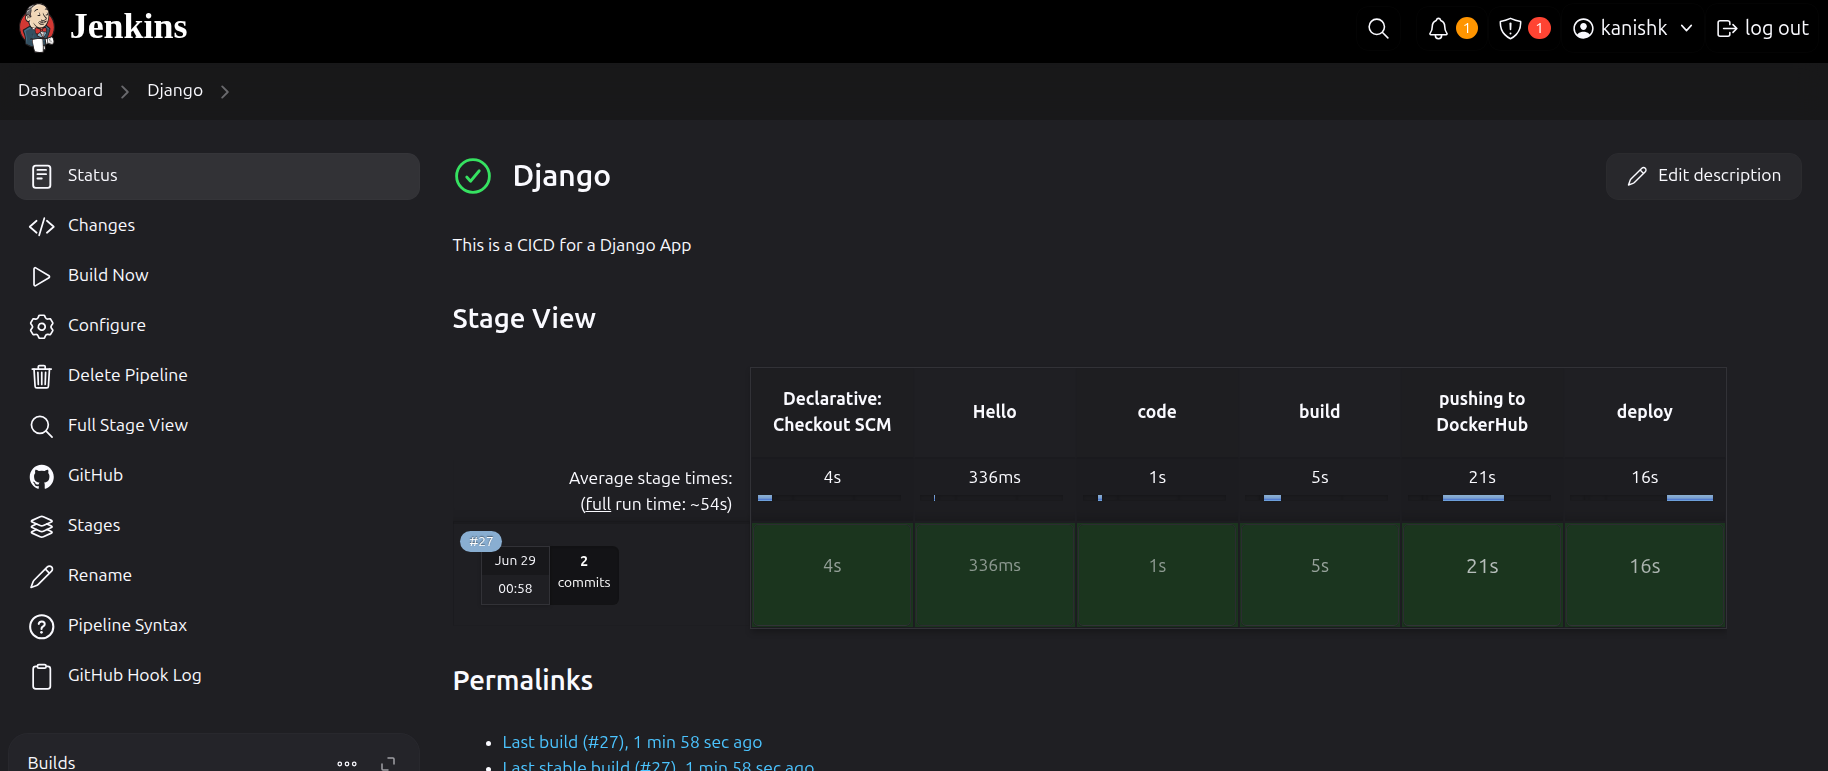 Jenkins
1
1
kanishk
log out
Dashboard
Django
Status
Changes
Build Now
Configure
Delete Pipeline
Full Stage View
GitHub
Stages
Rename
Pipeline Syntax
GitHub Hook Log
Builds
Django
Edit description
This is a CICD for a Django App
Stage View
Declarative:
Checkout SCM
Hello
code
build
pushing to
DockerHub
deploy
Average stage times:
(full run time: ~54s)
4s
336ms
1s
5s
21s
16s
#27
Jun 29
00:58
2
commits
4s
336ms
1s
5s
21s
16s
Permalinks
Last build (#27), 1 min 58 sec ago
Last stable build (#27), 1 min 58 sec ago